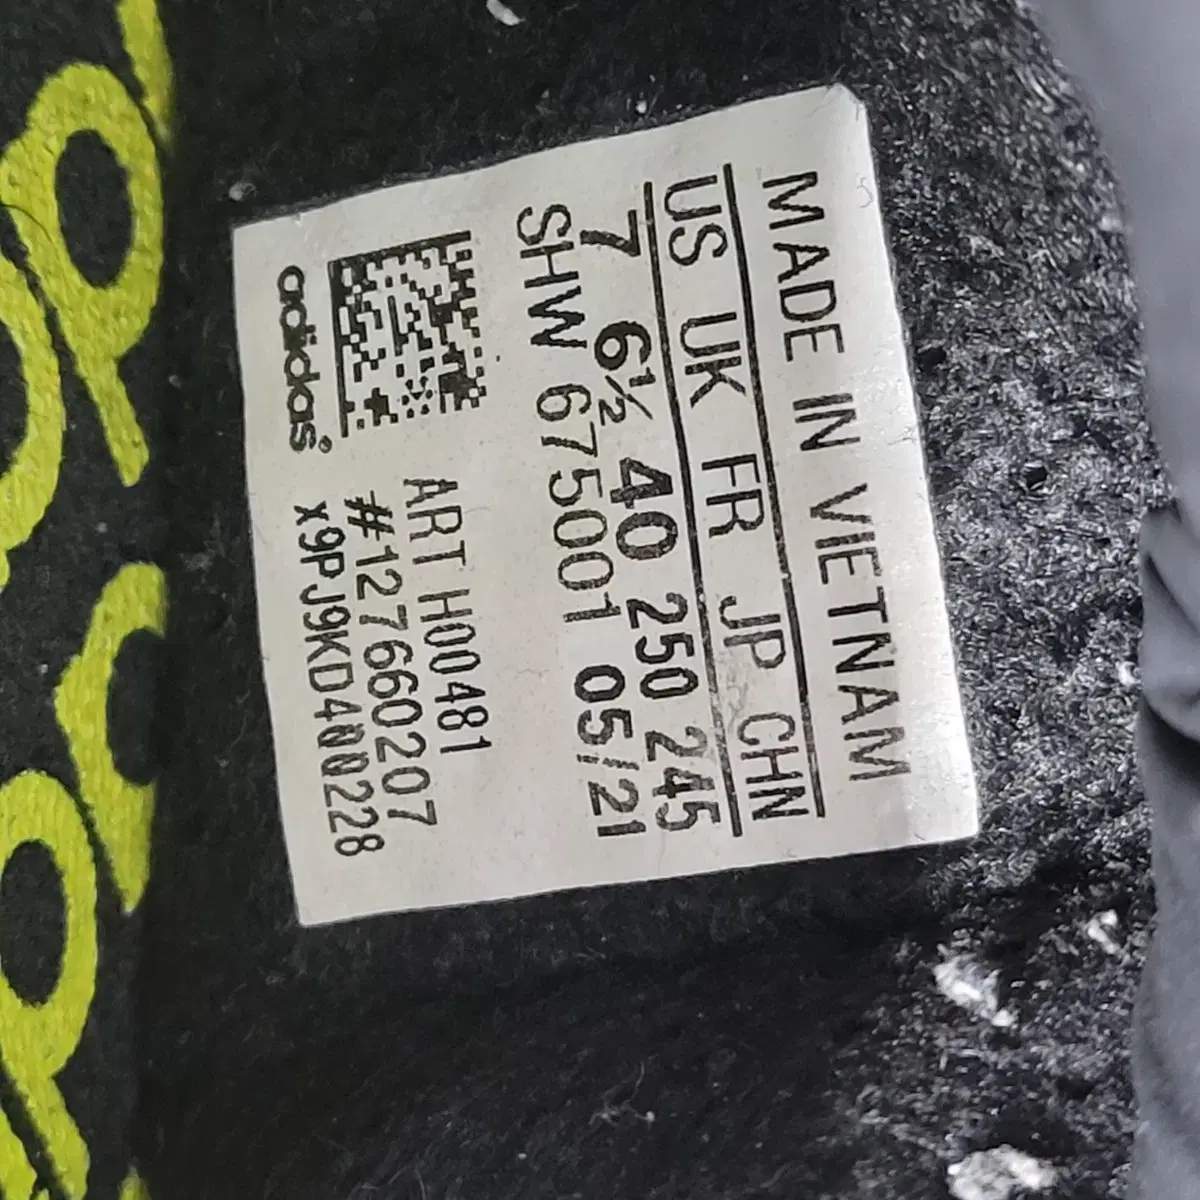 MADE IN VIETNAM
US UK FR JP CHN
7 6½ 40 250 245
SHW 675001 05/21
ART H00481
#127660207
x9PJ9KD400228
adidas®